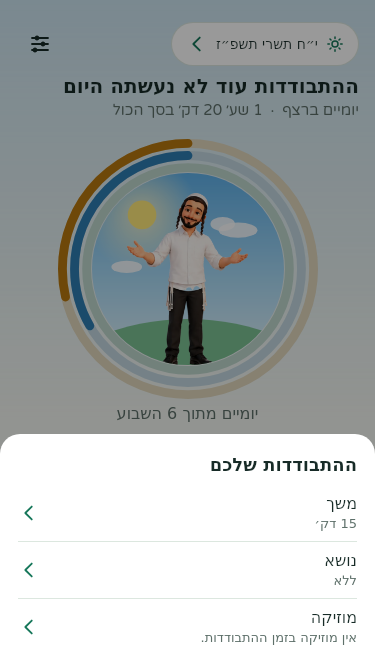 י״ח תשרי תשפ״ז
ההתבודדות עוד לא נעשתה היום
יומיים ברצף · 1 שע׳ 20 דק׳ בסך הכול
יומיים מתוך 6 השבוע
ההתבודדות שלכם
משך
15 דק׳
נושא
ללא
מוזיקה
אין מוזיקה בזמן ההתבודדות.